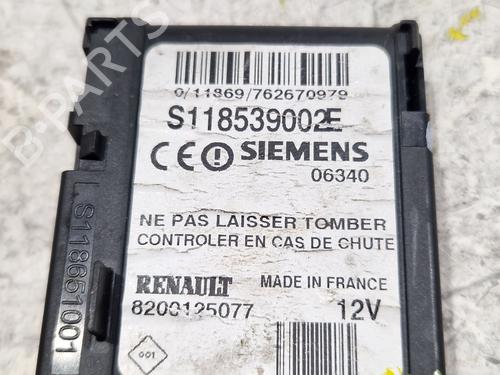 0/11869/762670979
S118539002E
CE SIEMENS
06340
NE PAS LAISSER TOMBER
CONTROLER EN CAS DE CHUTE
RENAULT MADE IN FRANCE
8200125077 12V
001
S118651001
B-PARTS